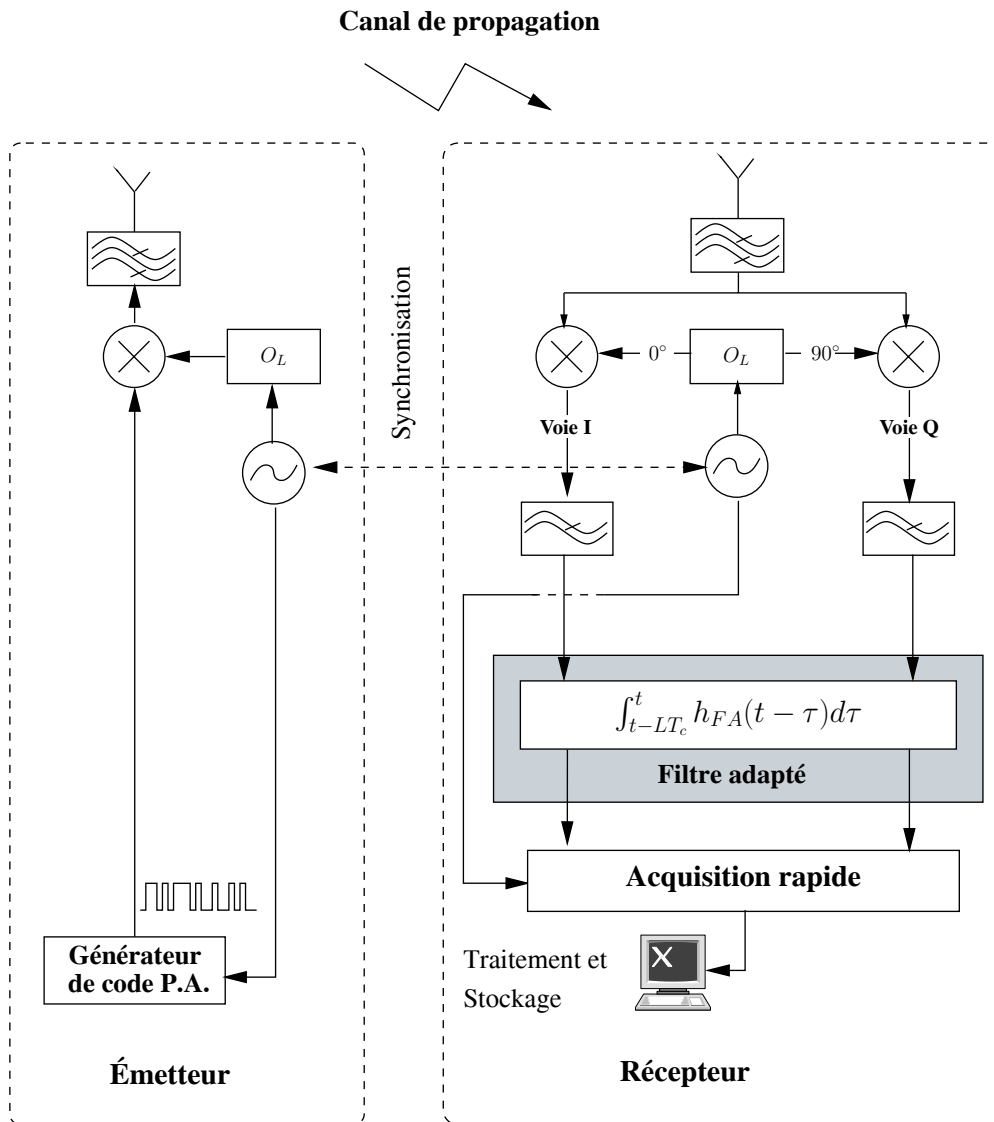 Canal de propagation
Synchronisation
O_L
0°
O_L
90°
Voie I
Voie Q
∫_{t−LT_c}^{t} h_{FA}(t − τ)dτ
Filtre adapté
Acquisition rapide
Générateur
de code P.A.
Traitement et
Stockage
X
Émetteur
Récepteur